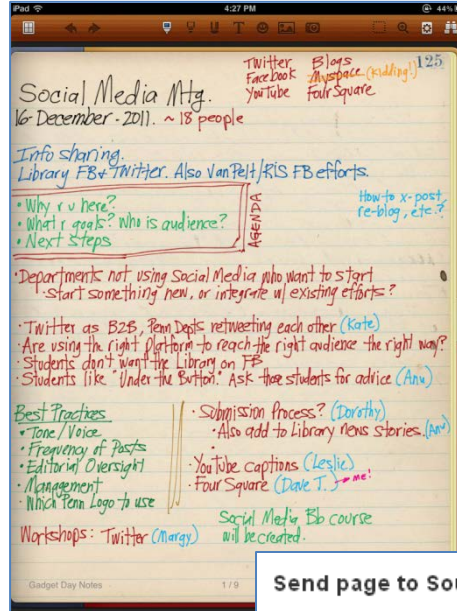 iPad
4:27 PM
44%
125
Twitter Blogs
Facebook Myspace (Kidding!)
YouTube FourSquare
Social Media Mtg.
16-December-2011. ~ 18 people
Info sharing.
Library FB & Twitter. Also VanPelt/RIS FB efforts.
• Why r u here?
• What r goals? Who is audience?
• Next steps
AGENDA
How to x-post,
re-blog, etc.?
• Departments not using Social Media who want to start
· Start something new, or integrate w/ existing efforts?
· Twitter as B2B, Penn Depts retweeting each other (Kate)
• Are using the right Platform to reach the right audience the right way?
• Students don't want the Library on FB
• Students like "Under the Button." Ask those students for advice (Anu)
Best Practices
• Tone/Voice
• Frequency of Posts
• Editorial Oversight
• Management
• Which Penn Logo to use
· Submission Process? (Dorothy)
• Also add to Library news stories. (Anu)
· YouTube captions (Leslie)
· Four Square (Dave T.) → me!
Social Media Bb course
will be created.
Workshops: Twitter (Margy)
Gadget Day Notes
1/9
Send page to Sou